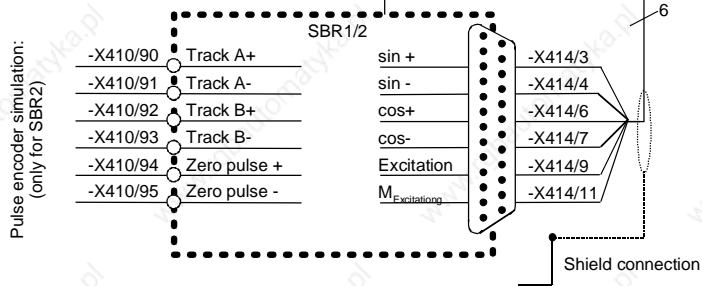 6
SBR1/2
Pulse encoder simulation:
(only for SBR2)
-X410/90 Track A+ sin + -X414/3
-X410/91 Track A- sin - -X414/4
-X410/92 Track B+ cos+ -X414/6
-X410/93 Track B- cos- -X414/7
-X410/94 Zero pulse + Excitation -X414/9
-X410/95 Zero pulse - MExcitationg -X414/11
Shield connection